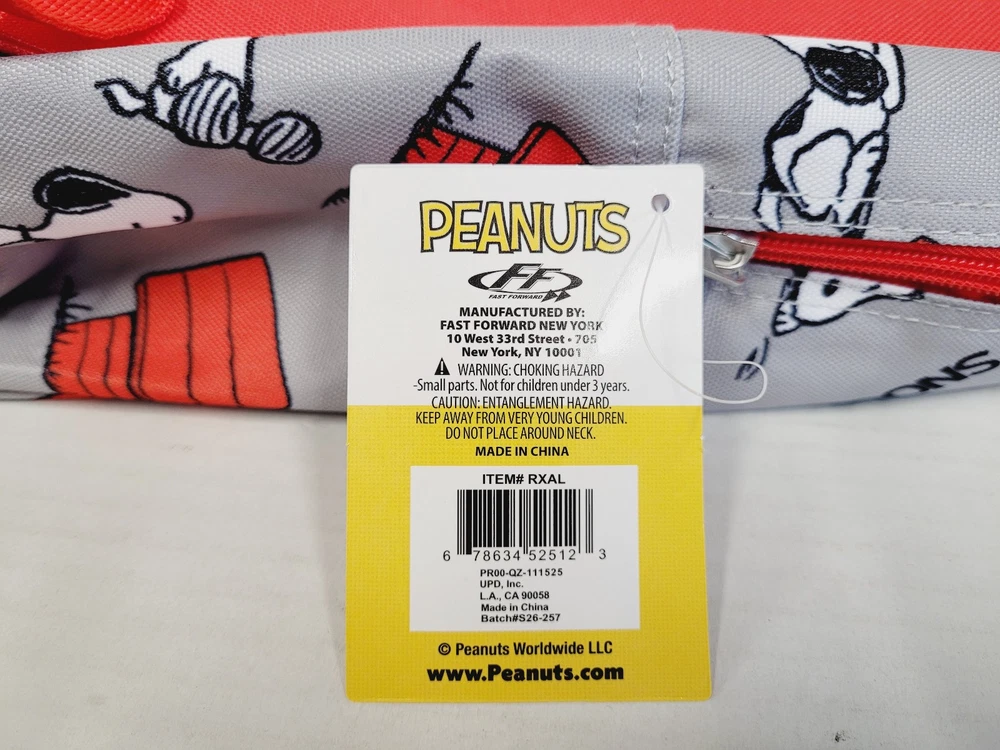 PEANUTS
FF
FAST FORWARD
MANUFACTURED BY:
FAST FORWARD NEW YORK
10 West 33rd Street • 705
New York, NY 10001
WARNING: CHOKING HAZARD
-Small parts. Not for children under 3 years.
CAUTION: ENTANGLEMENT HAZARD.
KEEP AWAY FROM VERY YOUNG CHILDREN.
DO NOT PLACE AROUND NECK.
MADE IN CHINA
ITEM# RXAL
6 78634 52512 3
PR00-QZ-111525
UPD, Inc.
L.A., CA 90058
Made in China
Batch#S26-257
© Peanuts Worldwide LLC
www.Peanuts.com